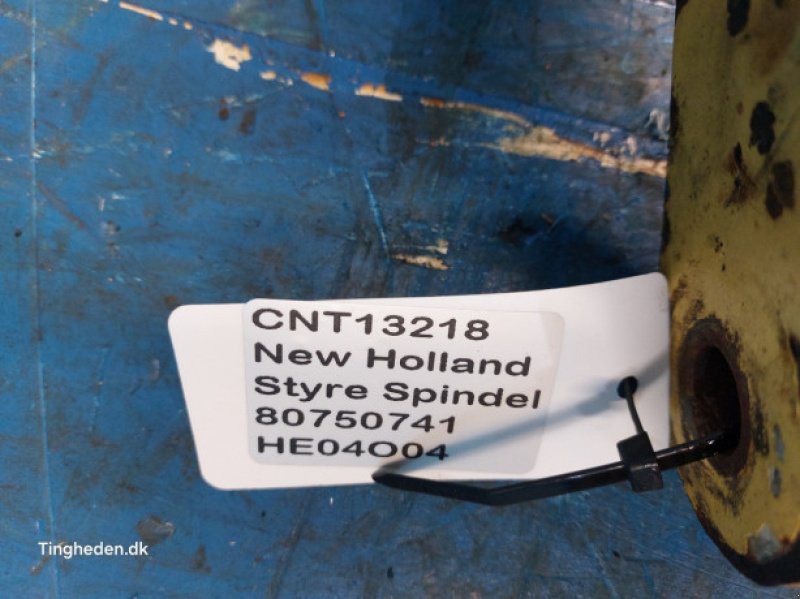 CNT13218
New Holland
Styre Spindel
80750741
HE04O04
Tingheden.dk